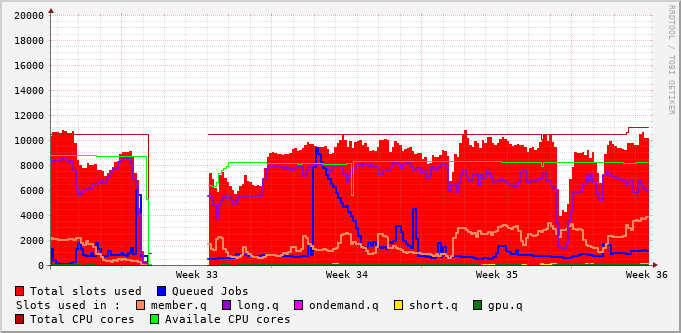 20000
18000
16000
14000
12000
10000
8000
6000
4000
2000
0
Week 33 Week 34 Week 35 Week 36
RRDTOOL / TOBI OETIKER
Total slots used Queued Jobs
Slots used in : member.q long.q ondemand.q short.q gpu.q
Total CPU cores Availale CPU cores